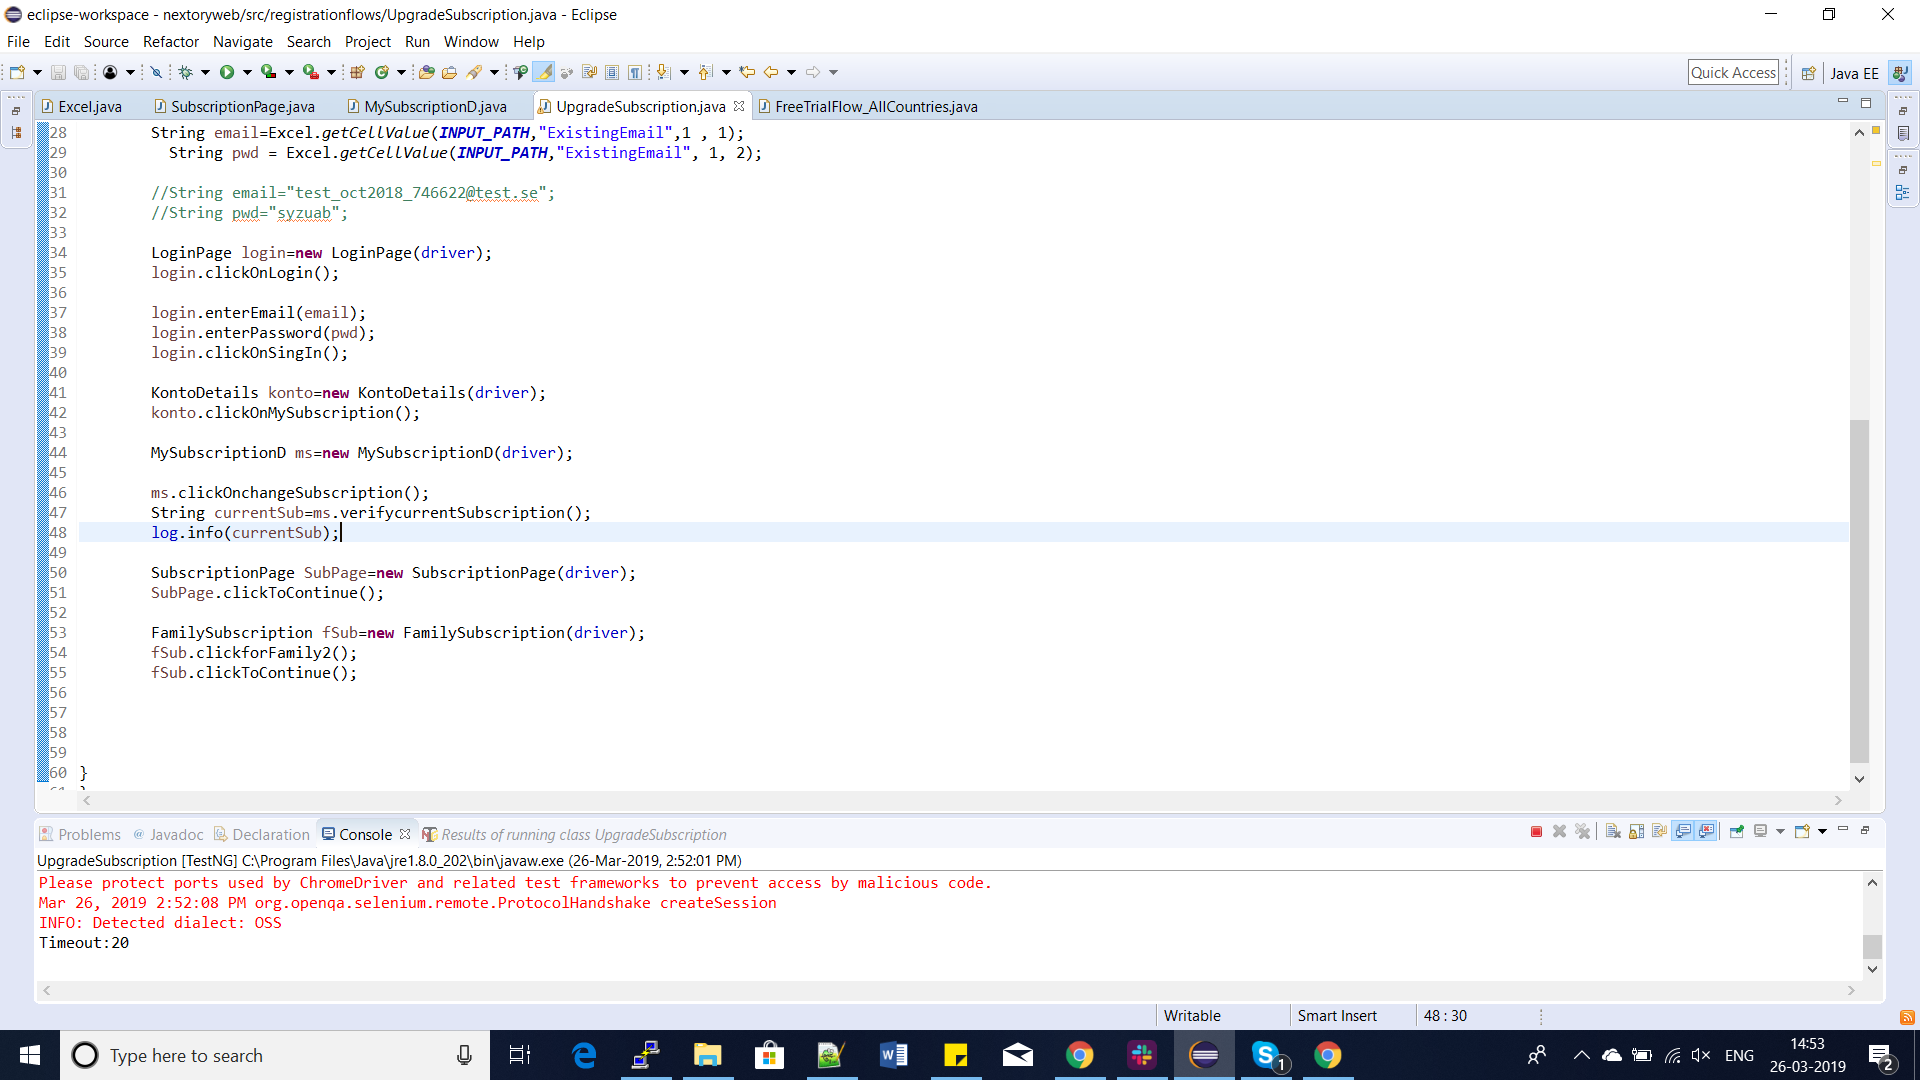 eclipse-workspace - nextoryweb/src/registrationflows/UpgradeSubscription.java - Eclipse
File Edit Source Refactor Navigate Search Project Run Window Help
Quick Access Java EE
Excel.java SubscriptionPage.java MySubscriptionD.java UpgradeSubscription.java FreeTrialFlow_AllCountries.java
28 String email=Excel.getCellValue(INPUT_PATH,"ExistingEmail",1 , 1);
29 String pwd = Excel.getCellValue(INPUT_PATH,"ExistingEmail", 1, 2);
30
31 //String email="test_oct2018_746622@test.se";
32 //String pwd="syzuab";
33
34 LoginPage login=new LoginPage(driver);
35 login.clickOnLogin();
36
37 login.enterEmail(email);
38 login.enterPassword(pwd);
39 login.clickOnSingIn();
40
41 KontoDetails konto=new KontoDetails(driver);
42 konto.clickOnMySubscription();
43
44 MySubscriptionD ms=new MySubscriptionD(driver);
45
46 ms.clickOnchangeSubscription();
47 String currentSub=ms.verifycurrentSubscription();
48 log.info(currentSub);
49
50 SubscriptionPage SubPage=new SubscriptionPage(driver);
51 SubPage.clickToContinue();
52
53 FamilySubscription fSub=new FamilySubscription(driver);
54 fSub.clickforFamily2();
55 fSub.clickToContinue();
56
57
58
59
60 }
Problems Javadoc Declaration Console Results of running class UpgradeSubscription
UpgradeSubscription [TestNG] C:\Program Files\Java\jre1.8.0_202\bin\javaw.exe (26-Mar-2019, 2:52:01 PM)
Please protect ports used by ChromeDriver and related test frameworks to prevent access by malicious code.
Mar 26, 2019 2:52:08 PM org.openqa.selenium.remote.ProtocolHandshake createSession
INFO: Detected dialect: OSS
Timeout:20
Writable Smart Insert 48 : 30
Type here to search
1
ENG
14:53
26-03-2019
2